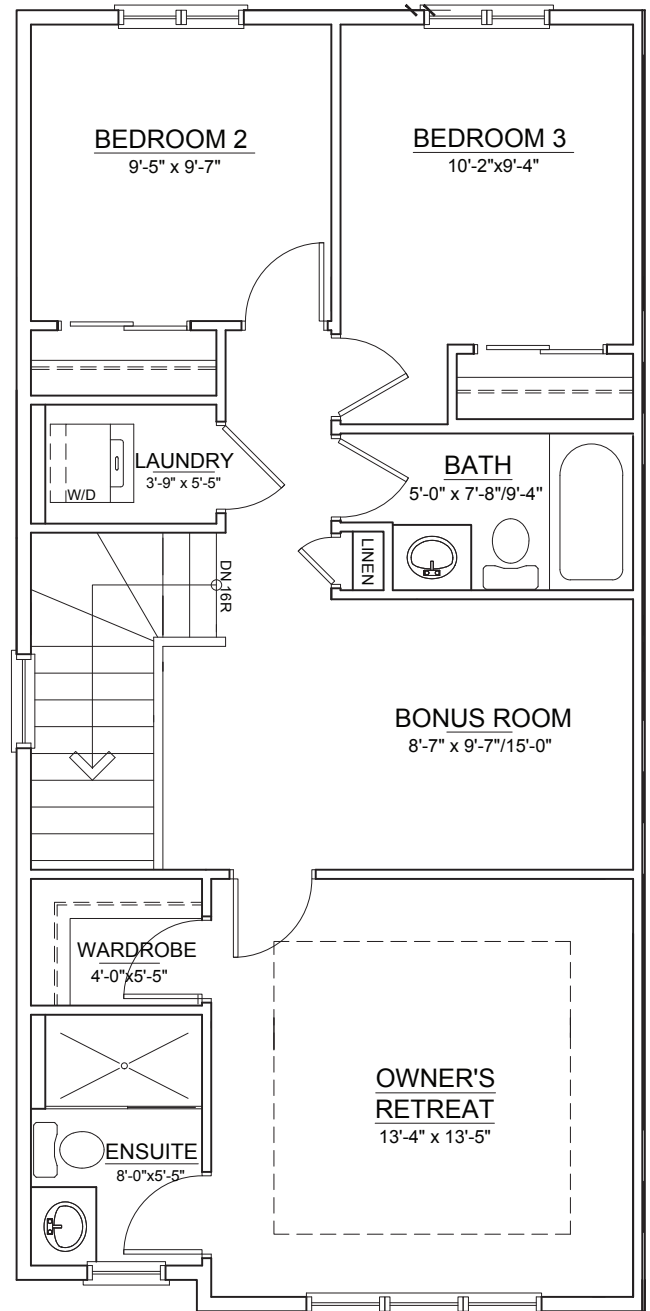 BEDROOM 2
9'-5" x 9'-7"
BEDROOM 3
10'-2"x9'-4"
LAUNDRY
3'-9" x 5'-5"
W/D
BATH
5'-0" x 7'-8"/9'-4"
LINEN
DN 16R
BONUS ROOM
8'-7" x 9'-7"/15'-0"
WARDROBE
4'-0"x5'-5"
OWNER'S
RETREAT
13'-4" x 13'-5"
ENSUITE
8'-0"x5'-5"